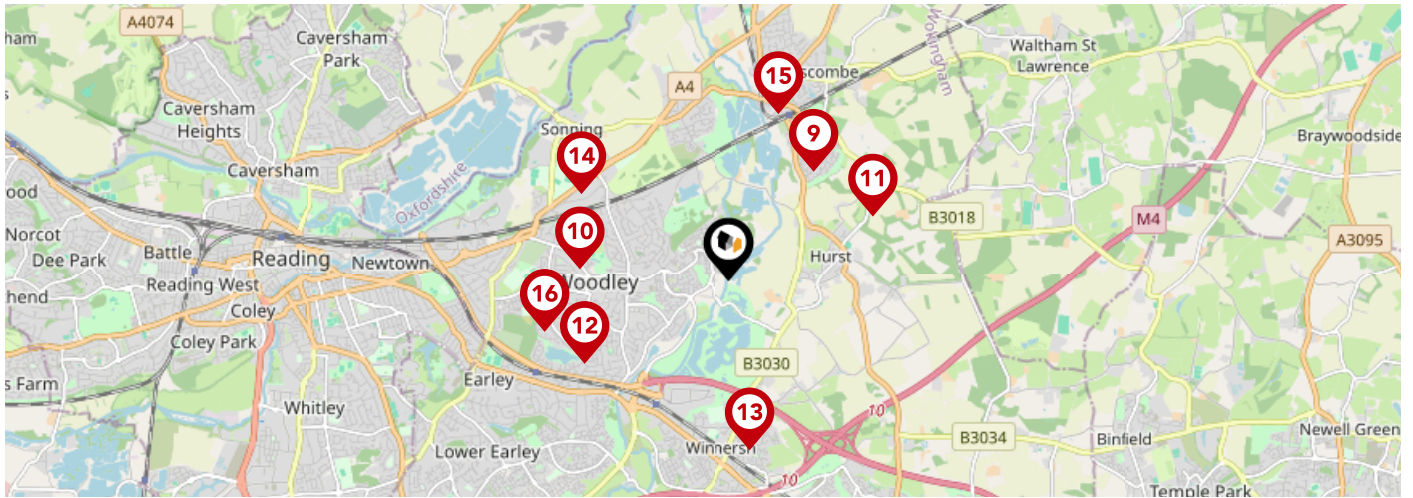 A4074
ham
Caversham
Park
Waltham St
Lawrence
Wokingham
15
scombe
A4
Caversham
Heights
Sonning
9
Braywoodside
14
Caversham
11
ood
Oxfordshire
B3018
M4
Norcot
10
A3095
Battle
Reading
Newtown
Hurst
Dee Park
Reading West
Woodley
hend
16
Coley
12
Coley Park
B3030
s Farm
Earley
Whitley
13
10
Newell Green
B3034
Binfield
Lower Earley
Winnersh
10
Temple Park